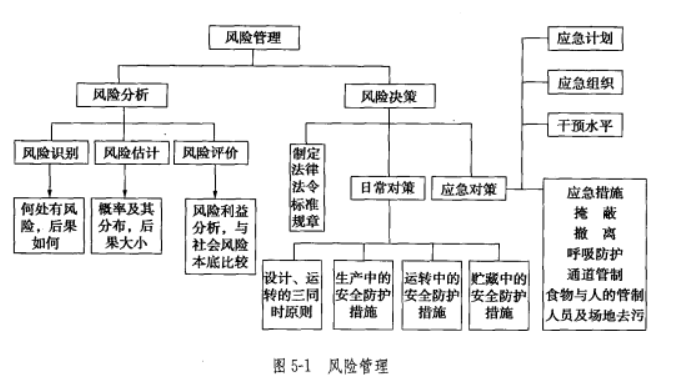 风险管理
应急计划
应急组织
干预水平
风险分析
风险决策
风险识别
风险估计
风险评价
制定
法律
法令
标准
规章
日常对策
应急对策
何处有风
险，后果
如何
概率及其
分布，后
果大小
风险利益
分析，与
社会风险
本底比较
应急措施
掩 蔽
撤 离
呼吸防护
通道管制
食物与人的管制
人员及场地去污
设计、运
转的三同
时原则
生产中的
安全防护
措施
运转中的
安全防护
措施
贮藏中的
安全防护
措施
图 5-1 风险管理